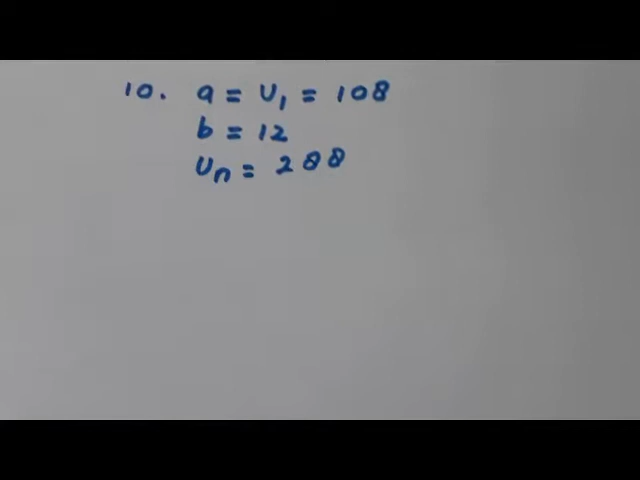 10. a = U₁ = 108
b = 12
Uₙ = 288